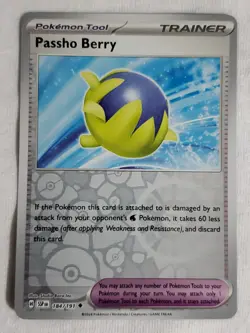 Pokémon Tool
TRAINER
Passho Berry
If the Pokémon this card is attached to is damaged by an
attack from your opponent's Pokémon, it takes 60 less
damage (after applying Weakness and Resistance), and discard
this card.
You may attach any number of Pokémon Tools to your
Pokémon during your turn. You may attach only 1 Pokémon
Tool to each Pokémon, and it stays attached.
184/191